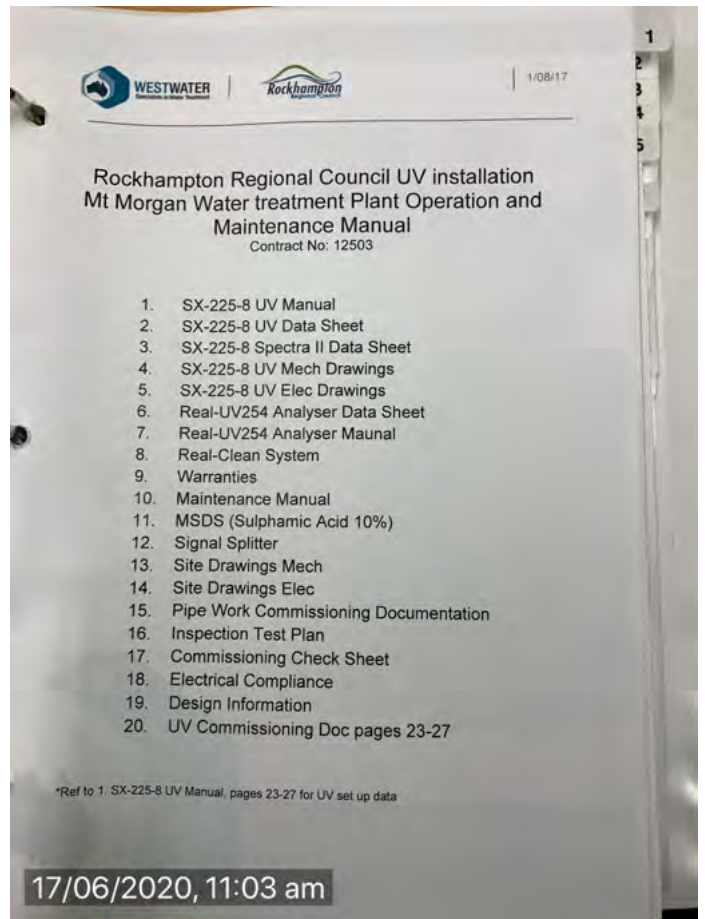 WESTWATER
Rockhampton
Regional Council
1/08/17
1
2
3
4
5
Rockhampton Regional Council UV installation
Mt Morgan Water treatment Plant Operation and
Maintenance Manual
Contract No: 12503
1. SX-225-8 UV Manual
2. SX-225-8 UV Data Sheet
3. SX-225-8 Spectra II Data Sheet
4. SX-225-8 UV Mech Drawings
5. SX-225-8 UV Elec Drawings
6. Real-UV254 Analyser Data Sheet
7. Real-UV254 Analyser Maunal
8. Real-Clean System
9. Warranties
10. Maintenance Manual
11. MSDS (Sulphamic Acid 10%)
12. Signal Splitter
13. Site Drawings Mech
14. Site Drawings Elec
15. Pipe Work Commissioning Documentation
16. Inspection Test Plan
17. Commissioning Check Sheet
18. Electrical Compliance
19. Design Information
20. UV Commissioning Doc pages 23-27
*Ref to 1. SX-225-8 UV Manual, pages 23-27 for UV set up data
17/06/2020, 11:03 am